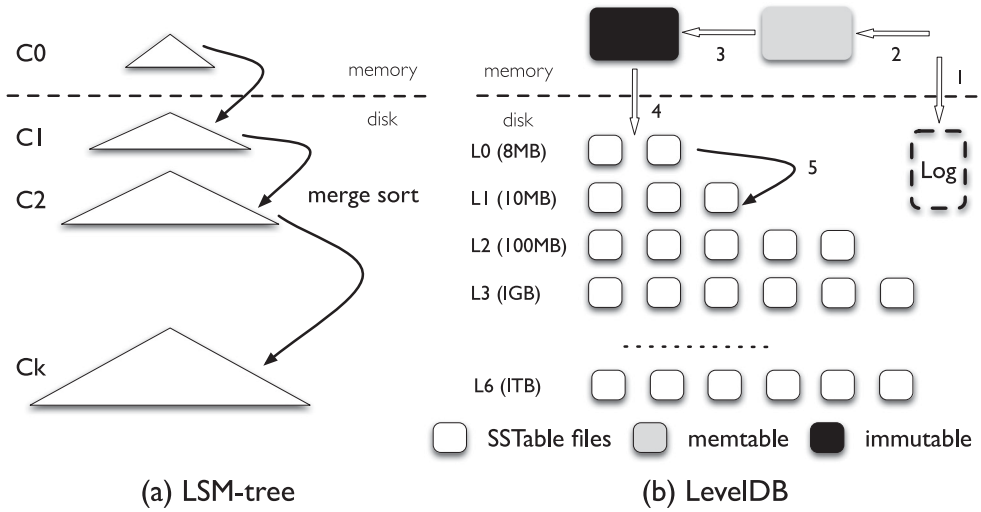 C0
memory
disk
C1
C2
merge sort
Ck
(a) LSM-tree
3
2
memory
1
disk
4
L0 (8MB)
5
Log
L1 (10MB)
L2 (100MB)
L3 (1GB)
L6 (1TB)
SSTable files
memtable
immutable
(b) LevelDB